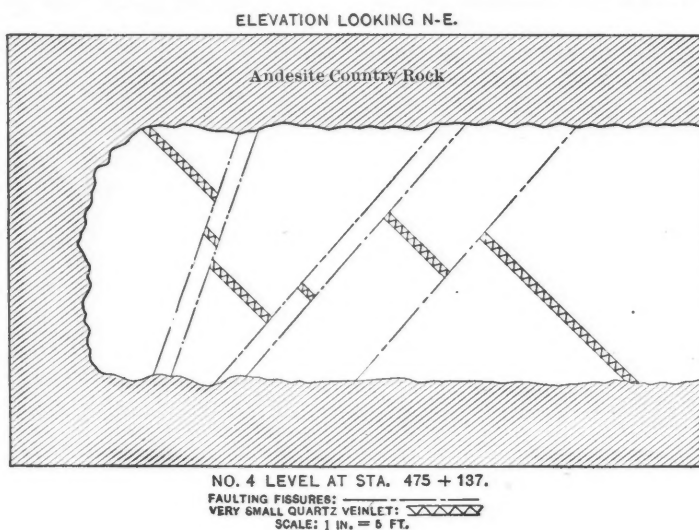 ELEVATION LOOKING N-E.
Andesite Country Rock
NO. 4 LEVEL AT STA. 475 + 137.
FAULTING FISSURES:
VERY SMALL QUARTZ VEINLET:
SCALE: 1 IN. = 5 FT.